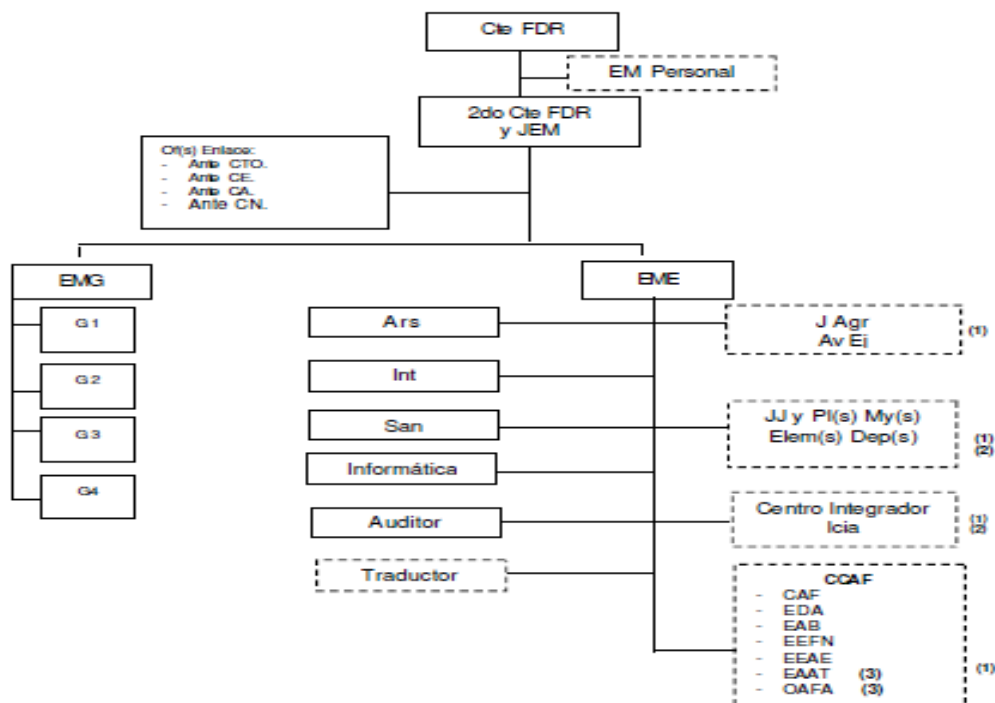 Cte FDR
EM Personal
2do Cte FDR
y JEM
Of(s) Enlace:
- Ante CTO.
- Ante CE.
- Ante CA.
- Ante CN.
EMG
EME
G1
G2
G3
G4
Ars
Int
San
Informática
Auditor
Traductor
J Agr
Av Ej
(1)
JJ y Pl(s) My(s)
Elem(s) Dep(s)
(1)
(2)
Centro Integrador
Icia
(1)
(2)
CCAF
- CAF
- EDA
- EAB
- EEFN
- EEAE
- EAAT (3)
- OAFA (3)
(1)